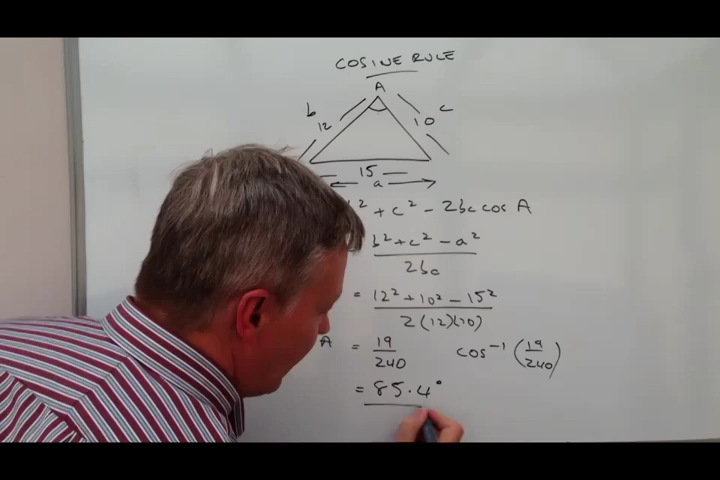 COSINE RULE
A
b c
12 10
15
a
b² + c² - 2bc cos A
b² + c² - a²
2bc
= 12² + 10² - 15²
2(12)(10)
A = 19/240 cos⁻¹(19/240)
= 85.4°